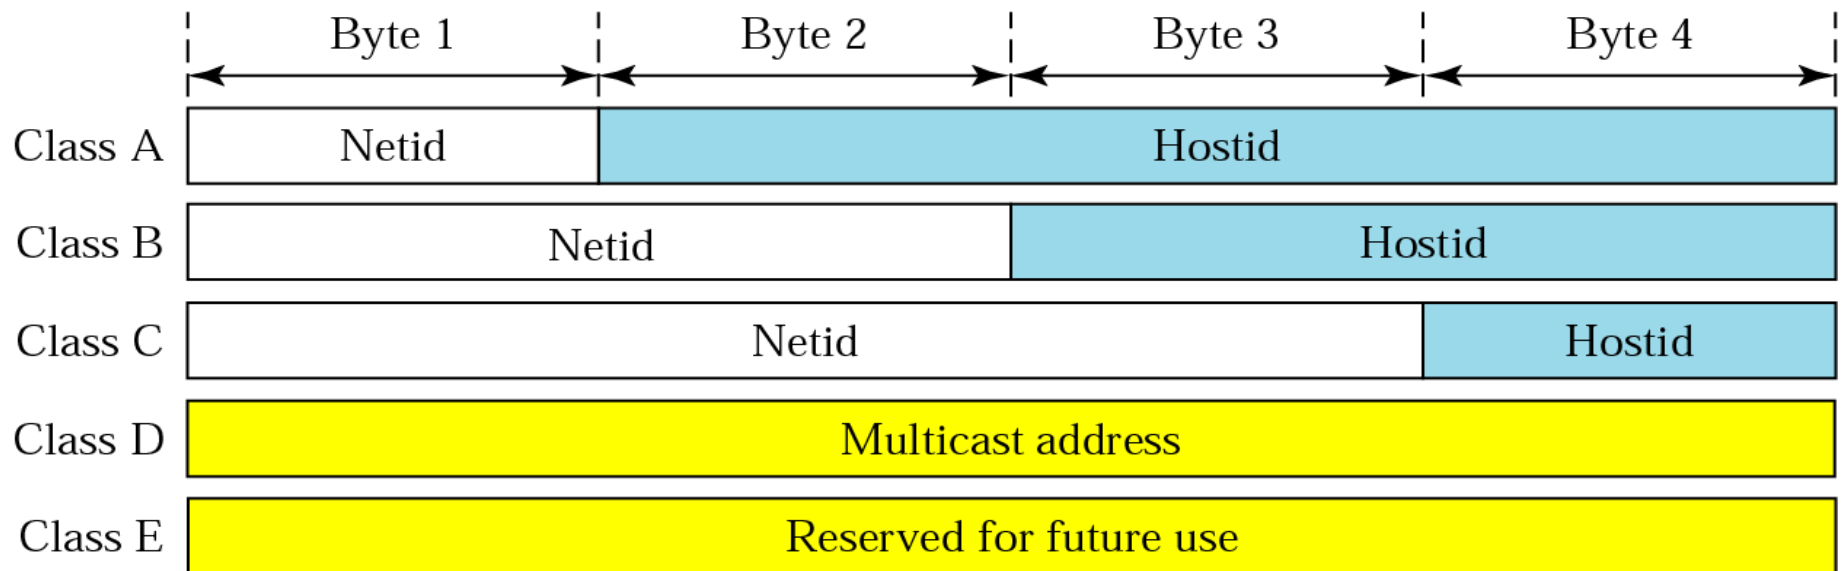 Byte 1 Byte 2 Byte 3 Byte 4
Class A Netid Hostid
Class B Netid Hostid
Class C Netid Hostid
Class D Multicast address
Class E Reserved for future use